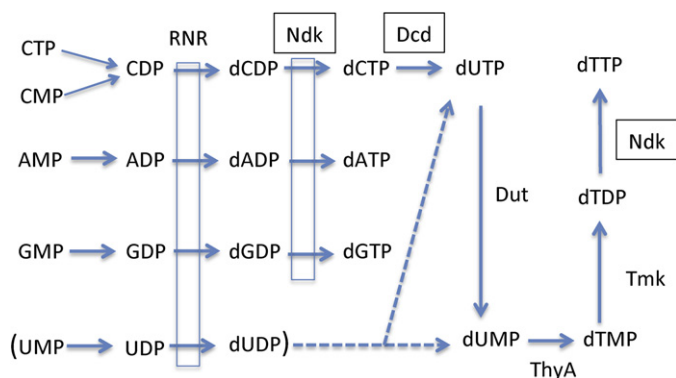 RNR Ndk Dcd
CTP
CMP
CDP dCDP dCTP dUTP dTTP
Ndk
AMP ADP dADP dATP
Dut dTDP
GMP GDP dGDP dGTP
Tmk
(UMP UDP dUDP) dUMP dTMP
ThyA